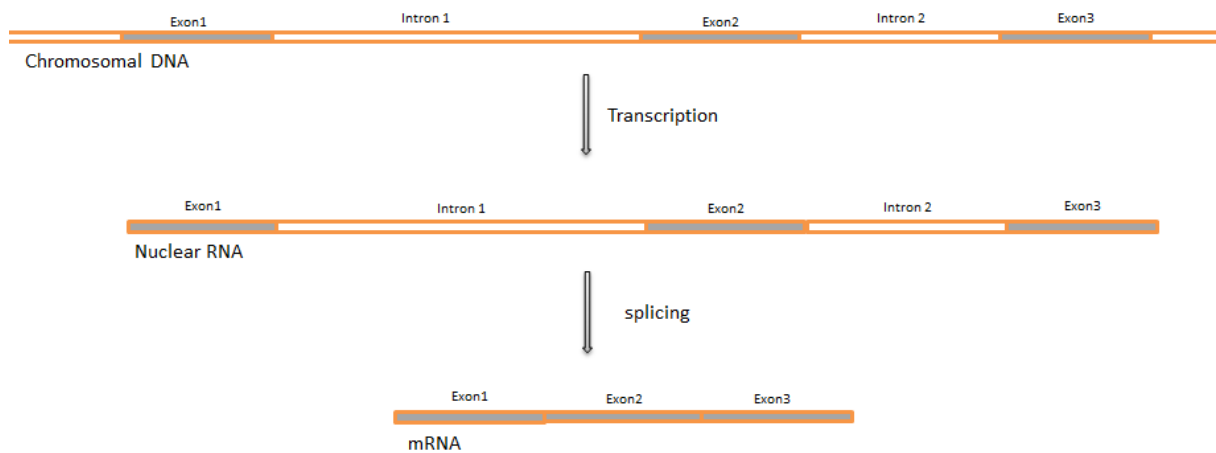 Exon1 Intron 1 Exon2 Intron 2 Exon3
Chromosomal DNA
Transcription
Exon1 Intron 1 Exon2 Intron 2 Exon3
Nuclear RNA
splicing
Exon1 Exon2 Exon3
mRNA